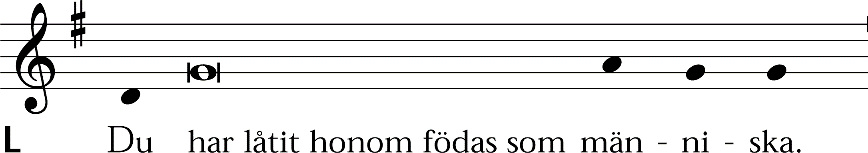 L Du har låtit honom födas som män - ni - ska.